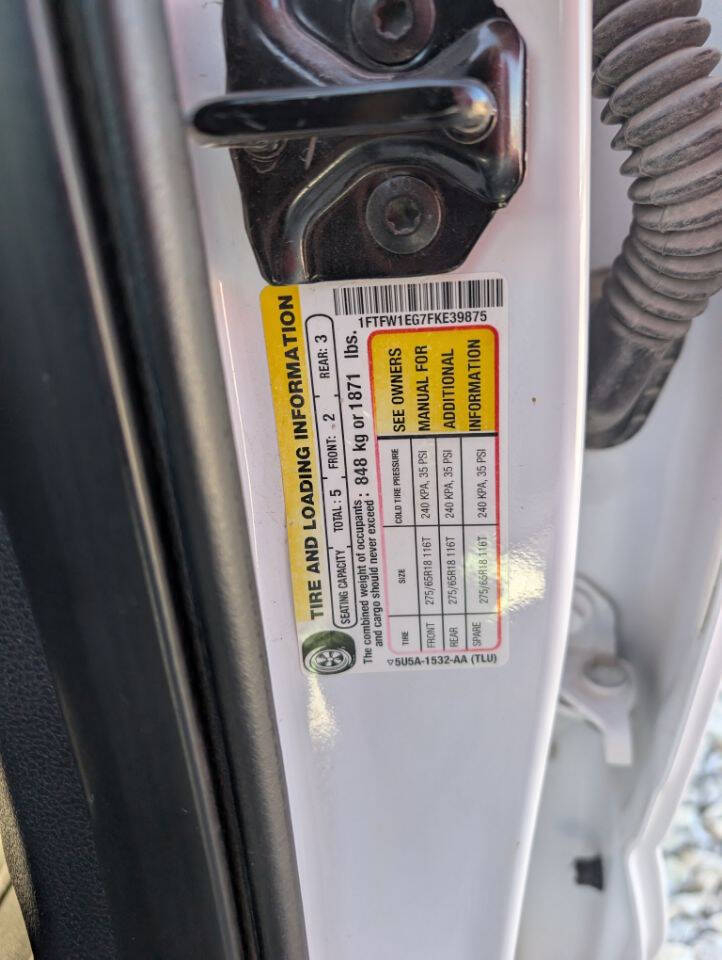 TIRE AND LOADING INFORMATION
SEATING CAPACITY TOTAL : 5 FRONT: 2 REAR: 3
The combined weight of occupants
and cargo should never exceed : 848 kg or 1871 lbs.
1FTFW1EG7FKE39875
TIRE SIZE COLD TIRE PRESSURE
FRONT 275/65R18 116T 240 KPA, 35 PSI
REAR 275/65R18 116T 240 KPA, 35 PSI
SPARE 275/65R18 116T 240 KPA, 35 PSI
SEE OWNERS
MANUAL FOR
ADDITIONAL
INFORMATION
5U5A-1532-AA (TLU)